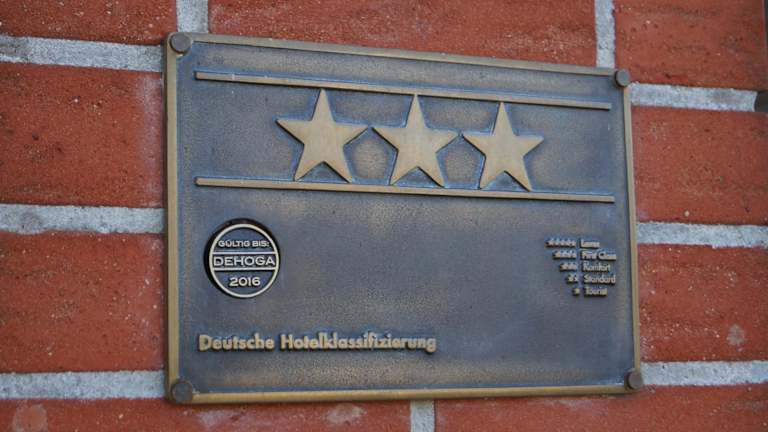 GÜLTIG BIS:
DEHOGA
2016
***** Luxus
**** First Class
*** Komfort
** Standard
* Tourist
Deutsche Hotelklassifizierung